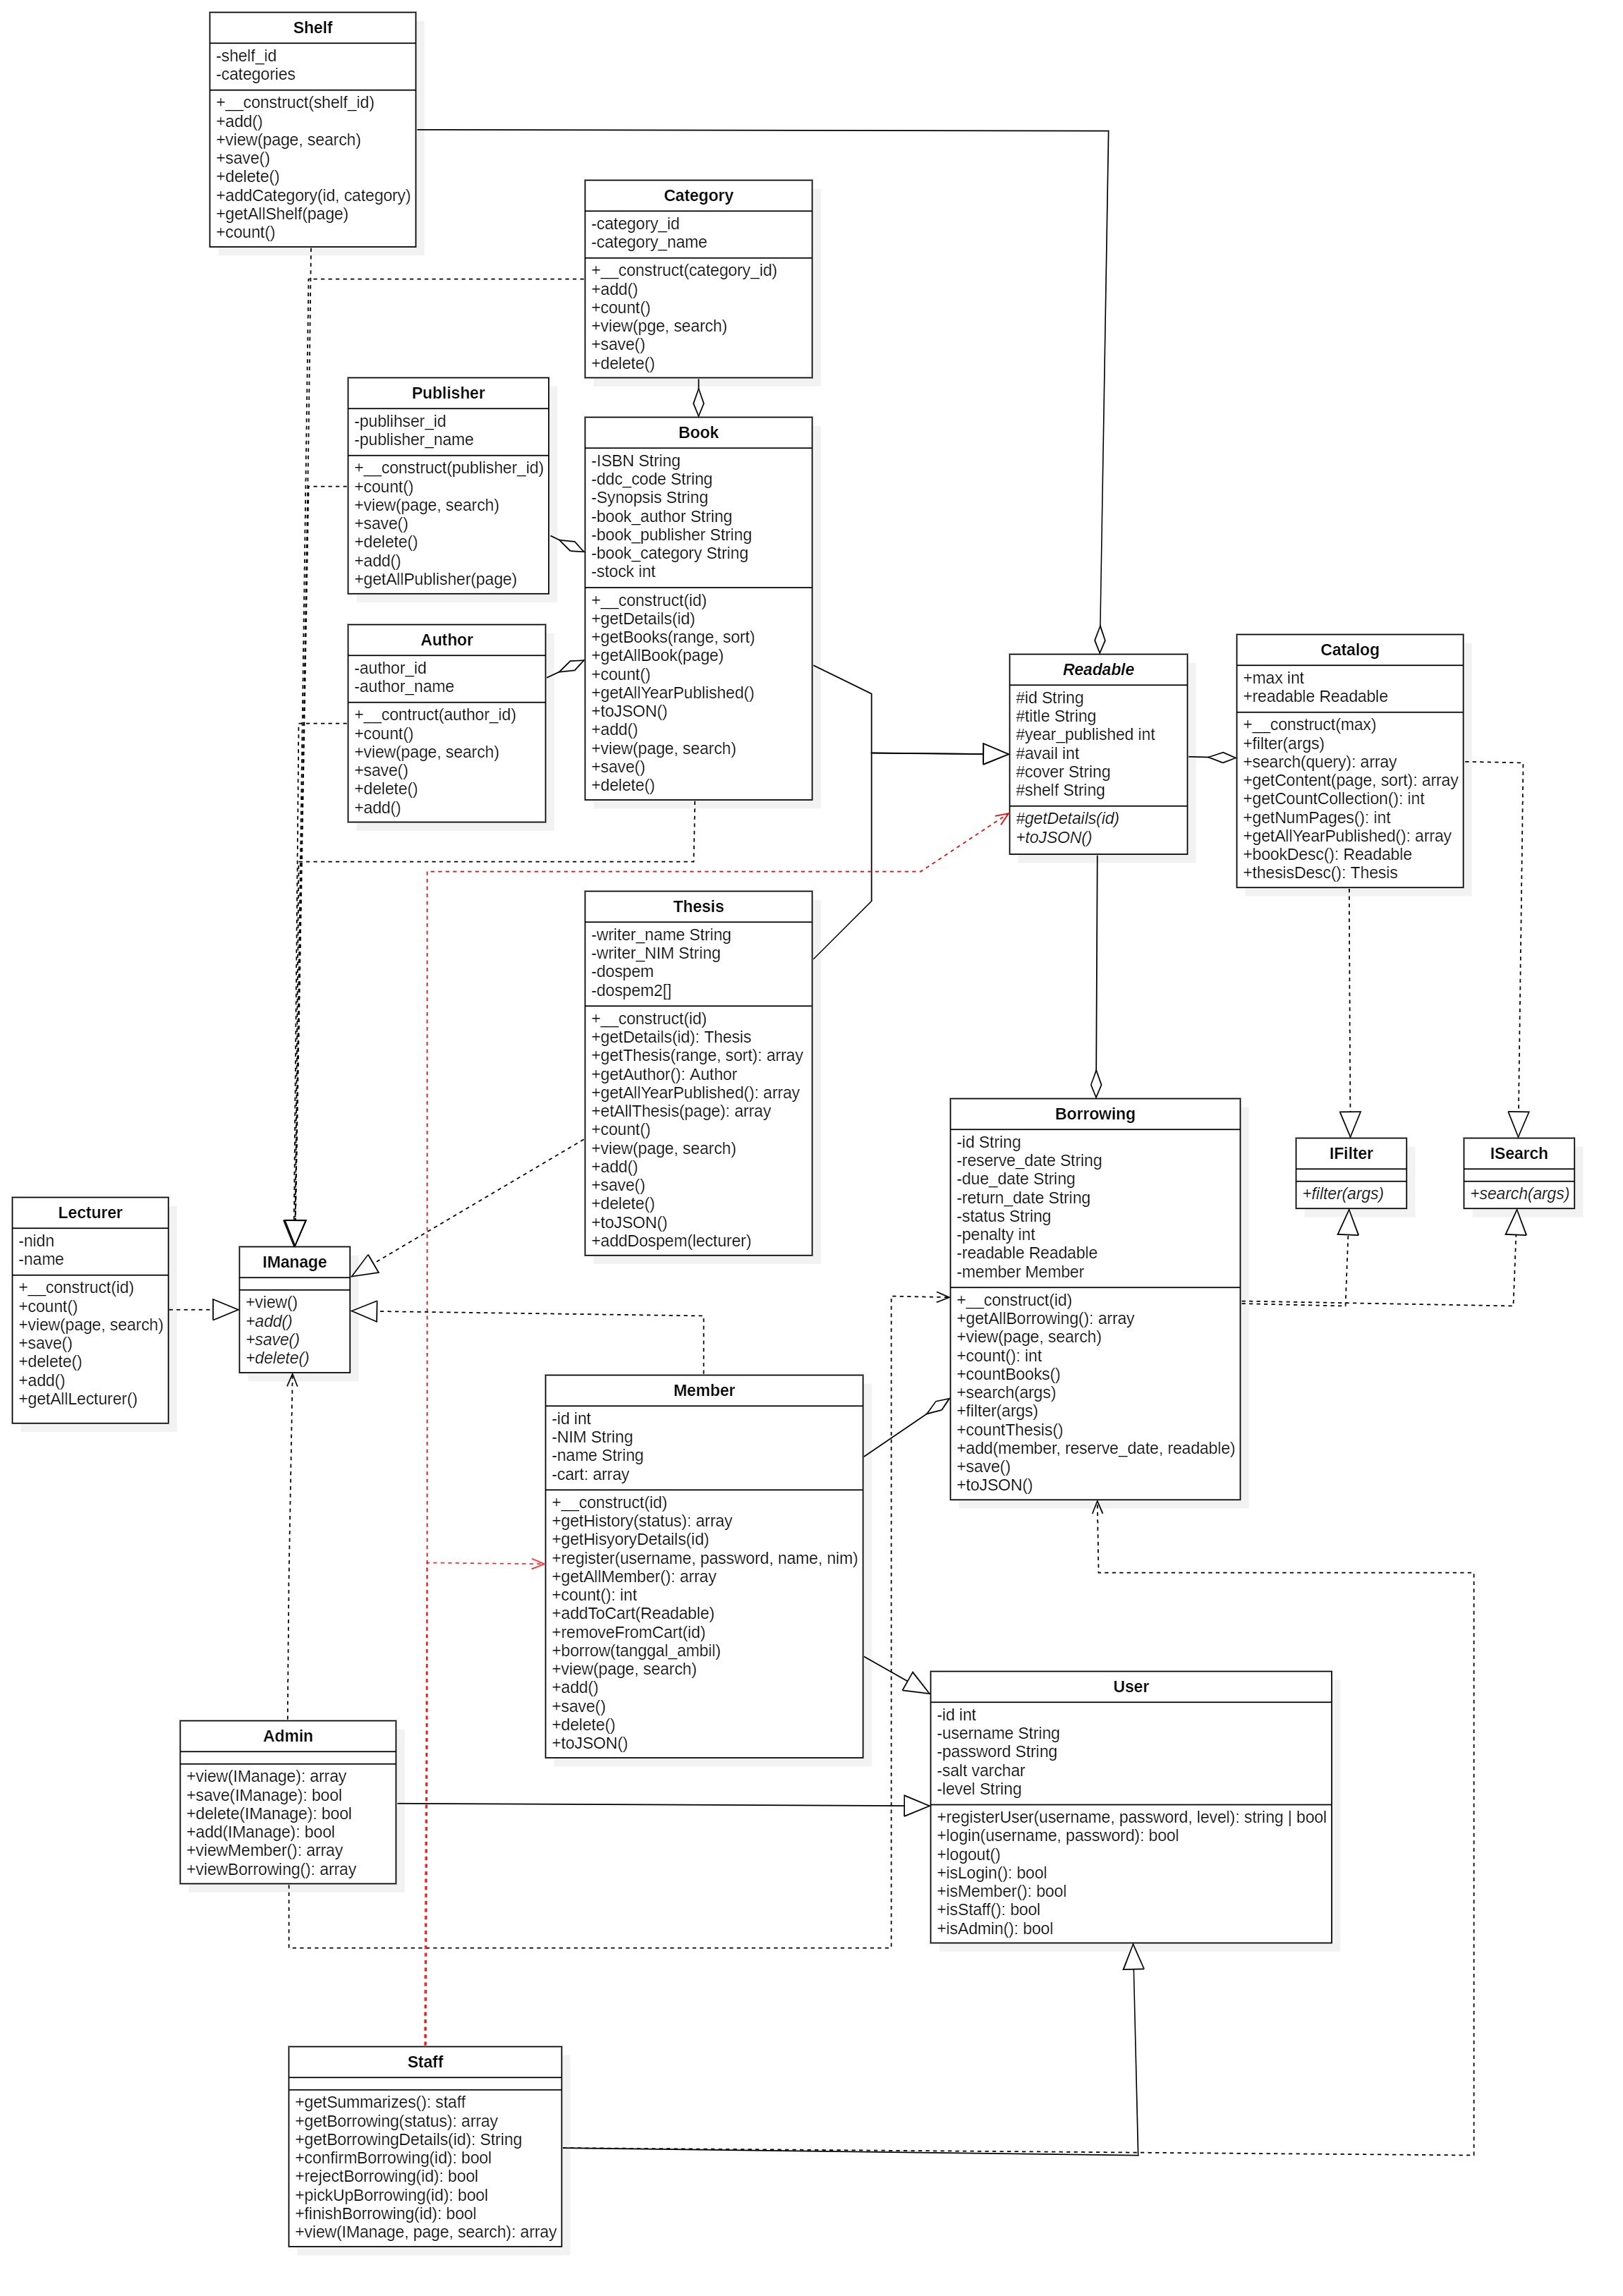 Shelf
-shelf_id
-categories
+__construct(shelf_id)
+add()
+view(page, search)
+save()
+delete()
+addCategory(id, category)
+getAllShelf(page)
+count()
Category
-category_id
-category_name
+__construct(category_id)
+add()
+count()
+view(pge, search)
+save()
+delete()
Publisher
-publihser_id
-publisher_name
+__construct(publisher_id)
+count()
+view(page, search)
+save()
+delete()
+add()
+getAllPublisher(page)
Book
-ISBN String
-ddc_code String
-Synopsis String
-book_author String
-book_publisher String
-book_category String
-stock int
+__construct(id)
+getDetails(id)
+getBooks(range, sort)
+getAllBook(page)
+count()
+getAllYearPublished()
+toJSON()
+add()
+view(page, search)
+save()
+delete()
Author
-author_id
-author_name
+__contruct(author_id)
+count()
+view(page, search)
+save()
+delete()
+add()
Readable
#id String
#title String
#year_published int
#avail int
#cover String
#shelf String
#getDetails(id)
+toJSON()
Catalog
+max int
+readable Readable
+__construct(max)
+filter(args)
+search(query): array
+getContent(page, sort): array
+getCountCollection(): int
+getNumPages(): int
+getAllYearPublished(): array
+bookDesc(): Readable
+thesisDesc(): Thesis
Thesis
-writer_name String
-writer_NIM String
-dospem
-dospem2[]
+__construct(id)
+getDetails(id): Thesis
+getThesis(range, sort): array
+getAuthor(): Author
+getAllYearPublished(): array
+etAllThesis(page): array
+count()
+view(page, search)
+add()
+save()
+delete()
+toJSON()
+addDospem(lecturer)
Borrowing
-id String
-reserve_date String
-due_date String
-return_date String
-status String
-penalty int
-readable Readable
-member Member
+__construct(id)
+getAllBorrowing(): array
+view(page, search)
+count(): int
+countBooks()
+search(args)
+filter(args)
+countThesis()
+add(member, reserve_date, readable)
+save()
+toJSON()
IFilter
+filter(args)
ISearch
+search(args)
Lecturer
-nidn
-name
+__construct(id)
+count()
+view(page, search)
+save()
+delete()
+add()
+getAllLecturer()
IManage
+view()
+add()
+save()
+delete()
Member
-id int
-NIM String
-name String
-cart: array
+__construct(id)
+getHistory(status): array
+getHisyoryDetails(id)
+register(username, password, name, nim)
+getAllMember(): array
+count(): int
+addToCart(Readable)
+removeFromCart(id)
+borrow(tanggal_ambil)
+view(page, search)
+add()
+save()
+delete()
+toJSON()
User
-id int
-username String
-password String
-salt varchar
-level String
+registerUser(username, password, level): string | bool
+login(username, password): bool
+logout()
+isLogin(): bool
+isMember(): bool
+isStaff(): bool
+isAdmin(): bool
Admin
+view(IManage): array
+save(IManage): bool
+delete(IManage): bool
+add(IManage): bool
+viewMember(): array
+viewBorrowing(): array
Staff
+getSummarizes(): staff
+getBorrowing(status): array
+getBorrowingDetails(id): String
+confirmBorrowing(id): bool
+rejectBorrowing(id): bool
+pickUpBorrowing(id): bool
+finishBorrowing(id): bool
+view(IManage, page, search): array